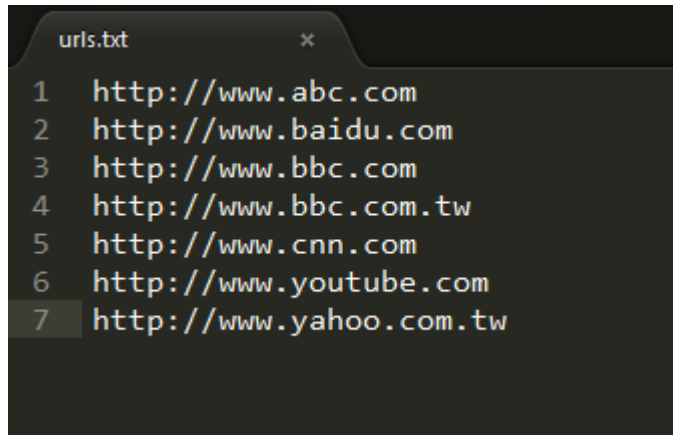 urls.txt ×
1 http://www.abc.com
2 http://www.baidu.com
3 http://www.bbc.com
4 http://www.bbc.com.tw
5 http://www.cnn.com
6 http://www.youtube.com
7 http://www.yahoo.com.tw